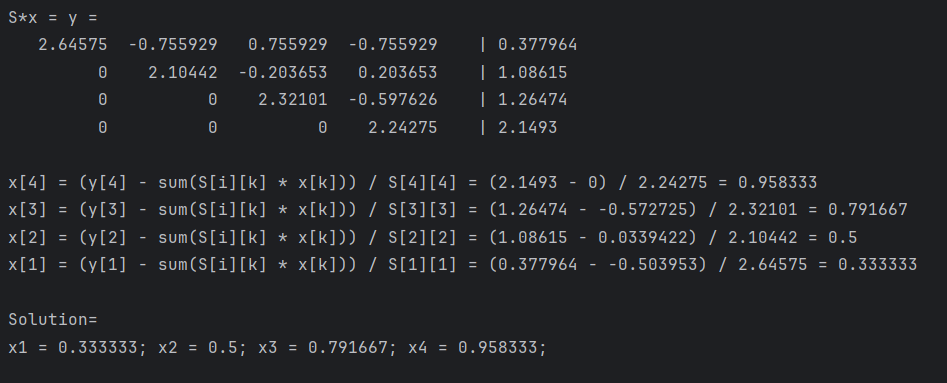 S*x = y =
2.64575 -0.755929 0.755929 -0.755929 | 0.377964
0 2.10442 -0.203653 0.203653 | 1.08615
0 0 2.32101 -0.597626 | 1.26474
0 0 0 2.24275 | 2.1493
x[4] = (y[4] - sum(S[i][k] * x[k])) / S[4][4] = (2.1493 - 0) / 2.24275 = 0.958333
x[3] = (y[3] - sum(S[i][k] * x[k])) / S[3][3] = (1.26474 - -0.572725) / 2.32101 = 0.791667
x[2] = (y[2] - sum(S[i][k] * x[k])) / S[2][2] = (1.08615 - 0.0339422) / 2.10442 = 0.5
x[1] = (y[1] - sum(S[i][k] * x[k])) / S[1][1] = (0.377964 - -0.503953) / 2.64575 = 0.333333
Solution=
x1 = 0.333333; x2 = 0.5; x3 = 0.791667; x4 = 0.958333;